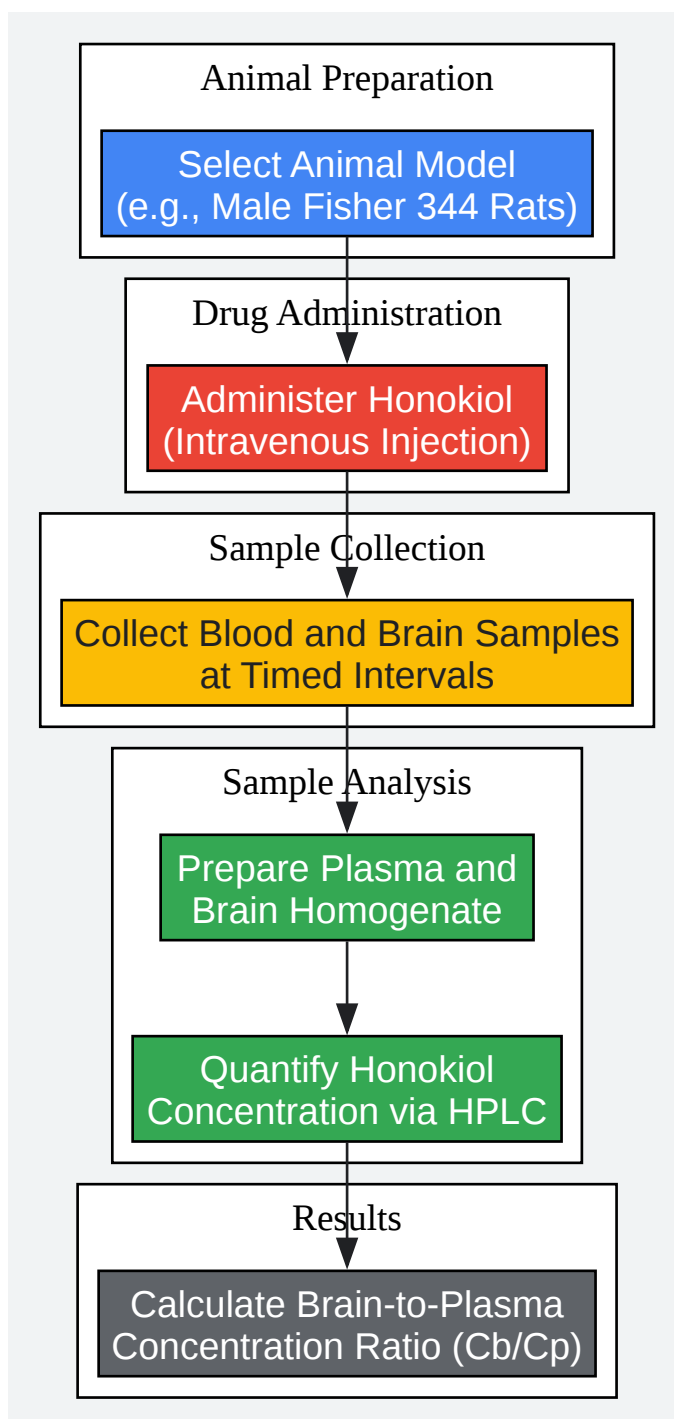 Animal Preparation
Select Animal Model
(e.g., Male Fisher 344 Rats)
Drug Administration
Administer Honokiol
(Intravenous Injection)
Sample Collection
Collect Blood and Brain Samples
at Timed Intervals
Sample Analysis
Prepare Plasma and
Brain Homogenate
Quantify Honokiol
Concentration via HPLC
Results
Calculate Brain-to-Plasma
Concentration Ratio (Cb/Cp)